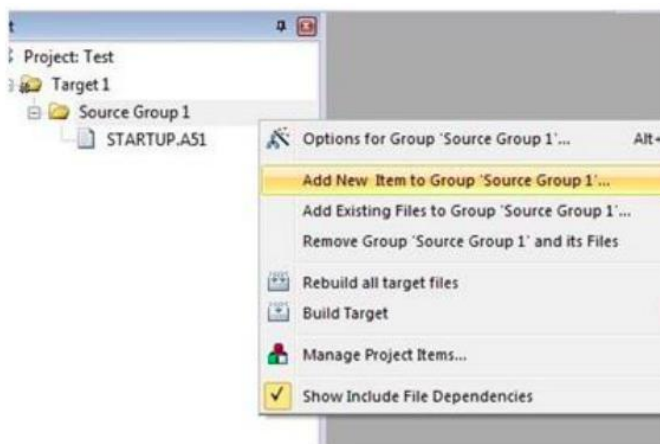 t
Project: Test
Target 1
Source Group 1
STARTUP.A51
Options for Group 'Source Group 1'... Alt+
Add New Item to Group 'Source Group 1'...
Add Existing Files to Group 'Source Group 1'...
Remove Group 'Source Group 1' and its Files
Rebuild all target files
Build Target
Manage Project Items...
Show Include File Dependencies